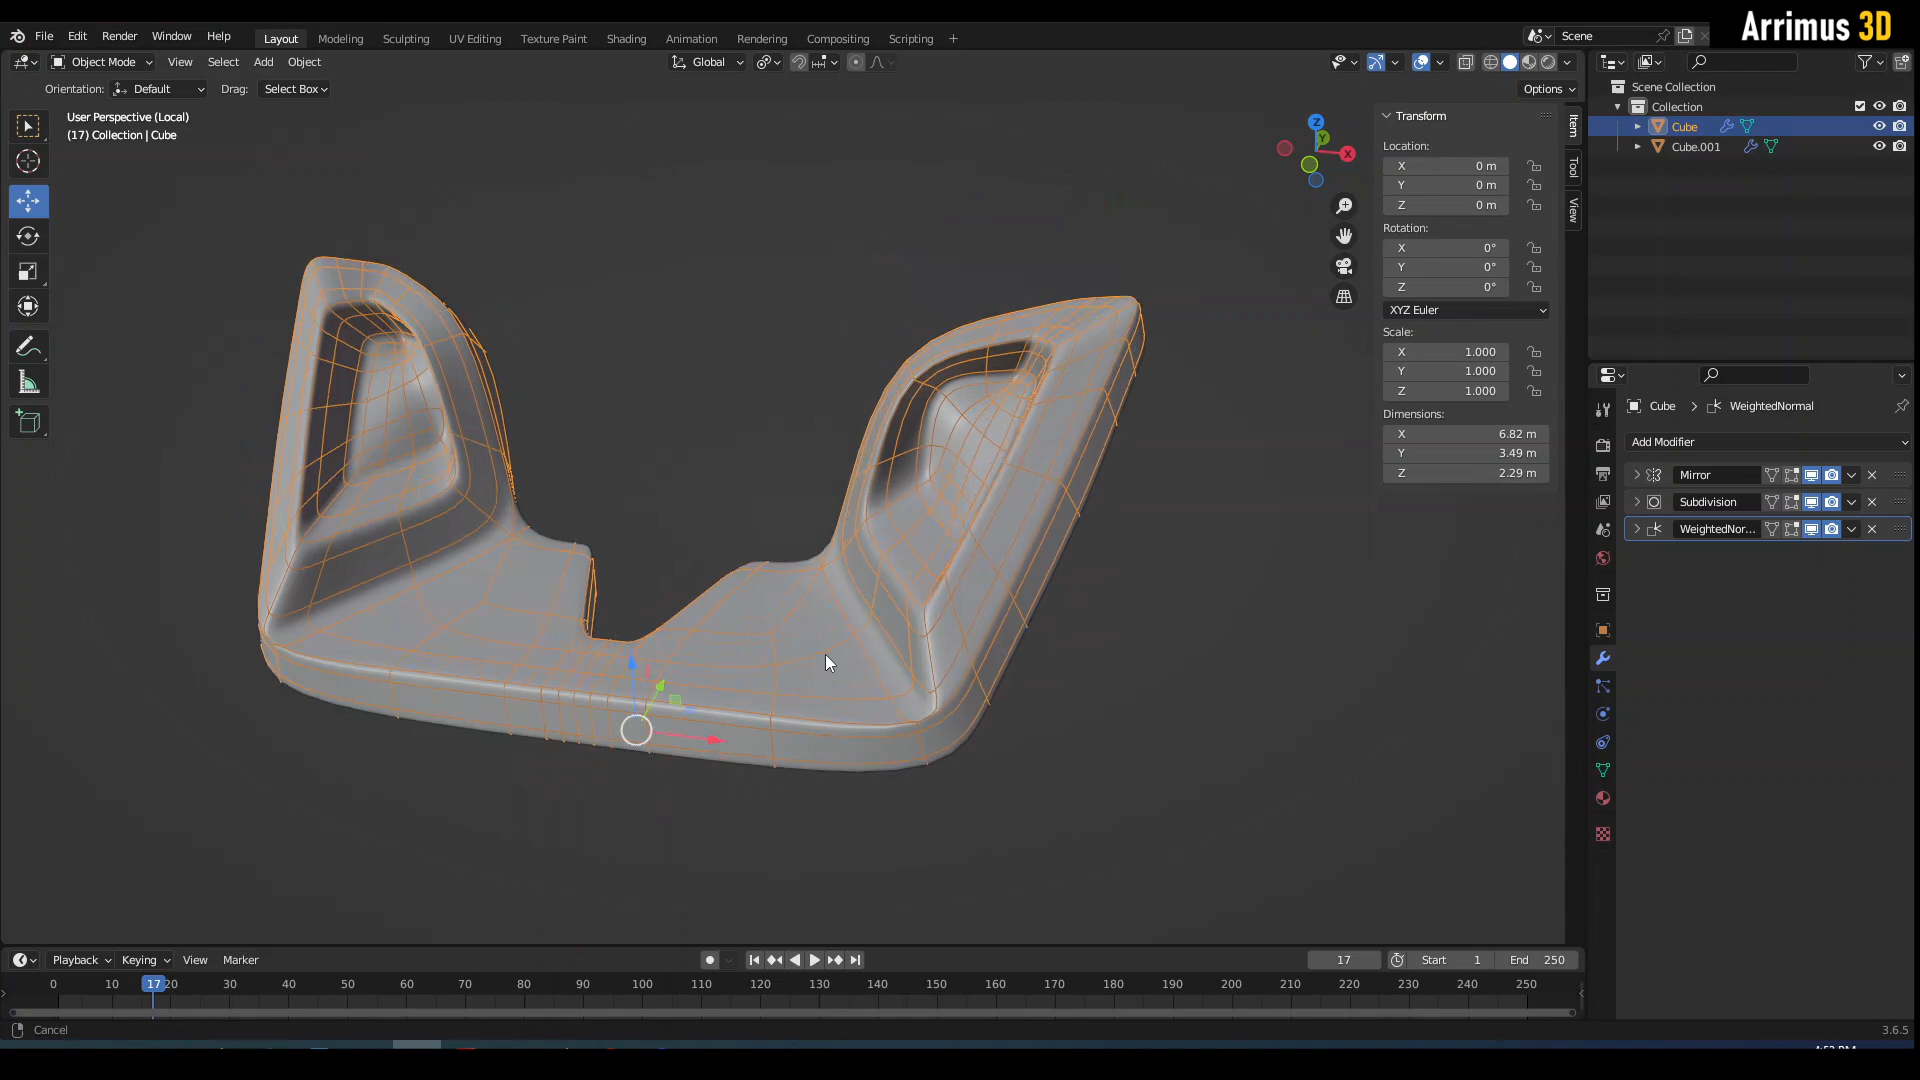 Arrimus 3D
File Edit Render Window Help Layout Modeling Sculpting UV Editing Texture Paint Shading Animation Rendering Compositing Scripting + Scene
Object Mode View Select Add Object Global
Orientation: Default Drag: Select Box Options
User Perspective (Local)
(17) Collection | Cube
Z
Y
X
Transform
Location:
X 0 m
Y 0 m
Z 0 m
Rotation:
X 0°
Y 0°
Z 0°
XYZ Euler
Scale:
X 1.000
Y 1.000
Z 1.000
Dimensions:
X 6.82 m
Y 3.49 m
Z 2.29 m
Item
Tool
View
Scene Collection
Collection
Cube
Cube.001
Cube > WeightedNormal
Add Modifier
Mirror
Subdivision
WeightedNor...
Playback Keying View Marker 17 Start 1 End 250
0 10 17 20 30 40 50 60 70 80 90 100 110 120 130 140 150 160 170 180 190 200 210 220 230 240 250
Cancel 3.6.5